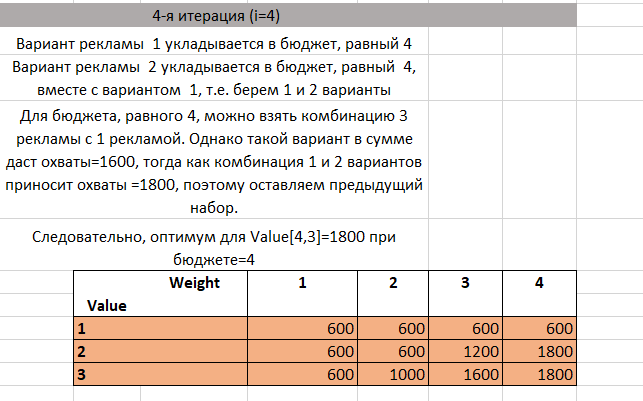 4-я итерация (i=4)
Вариант рекламы 1 укладывается в бюджет, равный 4
Вариант рекламы 2 укладывается в бюджет, равный 4,
вместе с вариантом 1, т.е. берем 1 и 2 варианты
Для бюджета, равного 4, можно взять комбинацию 3
рекламы с 1 рекламой. Однако такой вариант в сумме
даст охваты=1600, тогда как комбинация 1 и 2 вариантов
приносит охваты =1800, поэтому оставляем предыдущий
набор.
Следовательно, оптимум для Value[4,3]=1800 при
бюджете=4
Weight 1 2 3 4
Value
1 600 600 600 600
2 600 600 1200 1800
3 600 1000 1600 1800